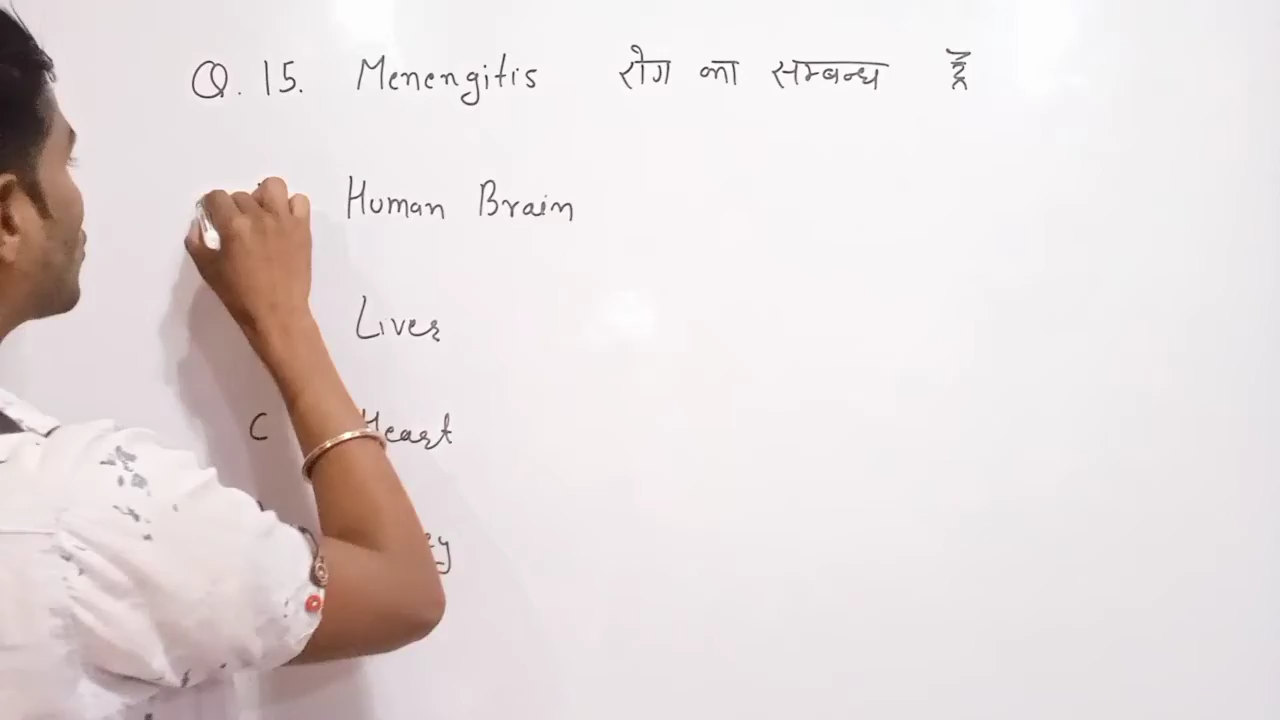 Q. 15. Menengitis रोग का सम्बन्ध है
Human Brain
Liver
C Heart